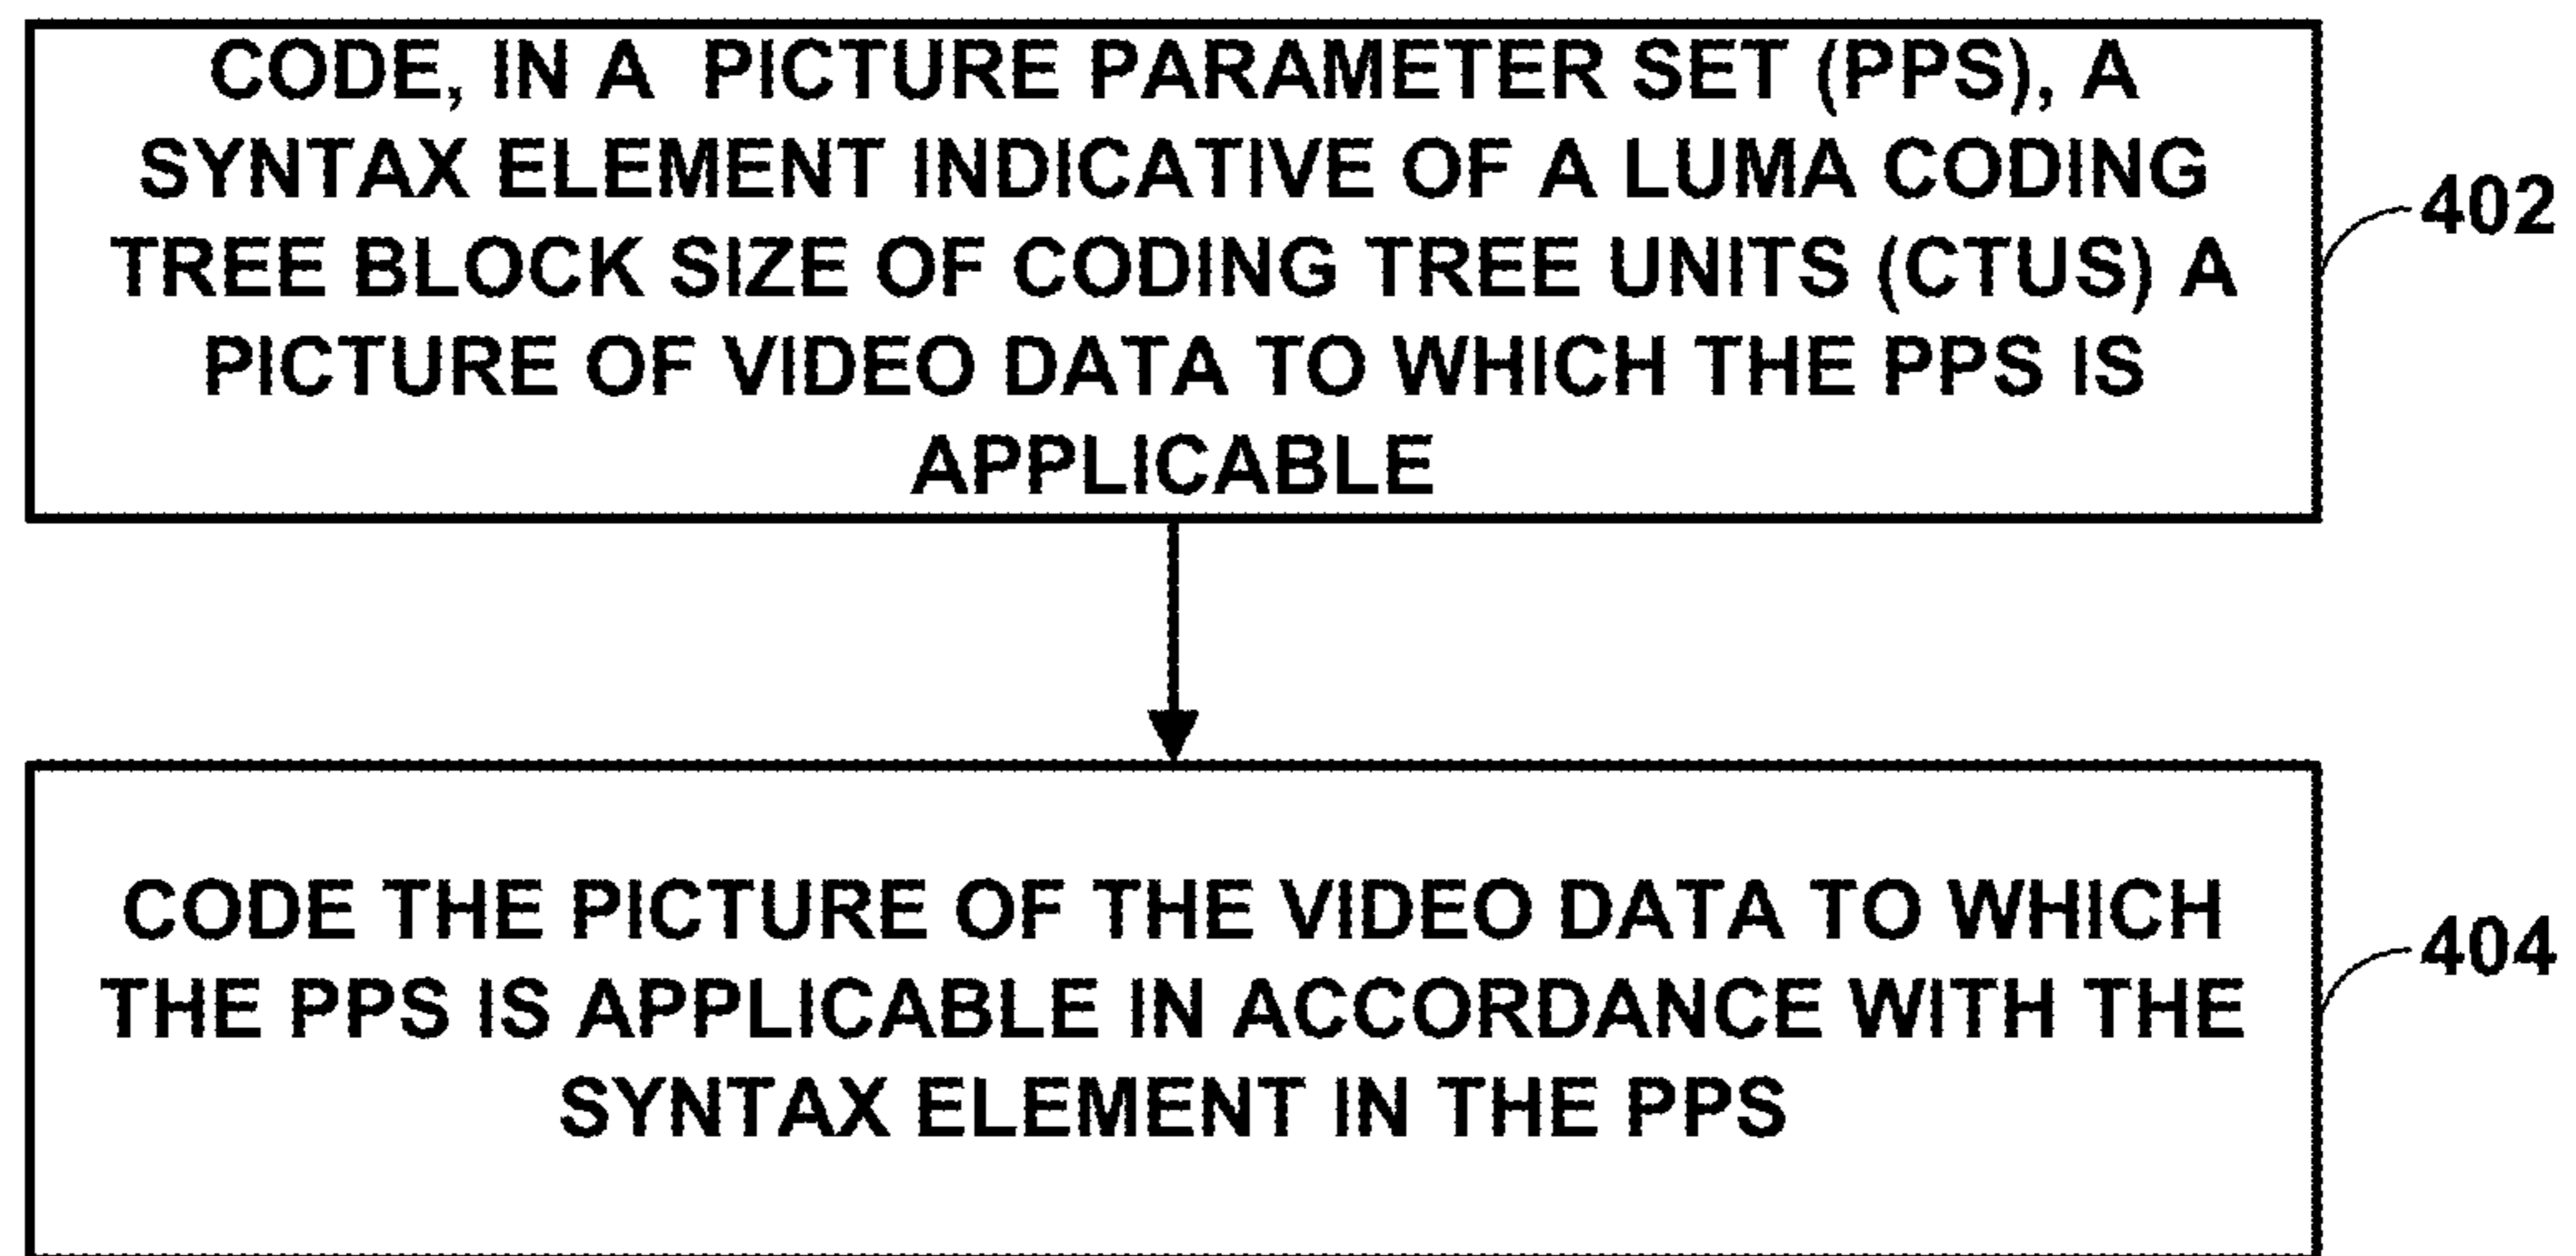 CODE, IN A PICTURE PARAMETER SET (PPS), A
SYNTAX ELEMENT INDICATIVE OF A LUMA CODING
TREE BLOCK SIZE OF CODING TREE UNITS (CTUS) A
PICTURE OF VIDEO DATA TO WHICH THE PPS IS
APPLICABLE
402
CODE THE PICTURE OF THE VIDEO DATA TO WHICH
THE PPS IS APPLICABLE IN ACCORDANCE WITH THE
SYNTAX ELEMENT IN THE PPS
404